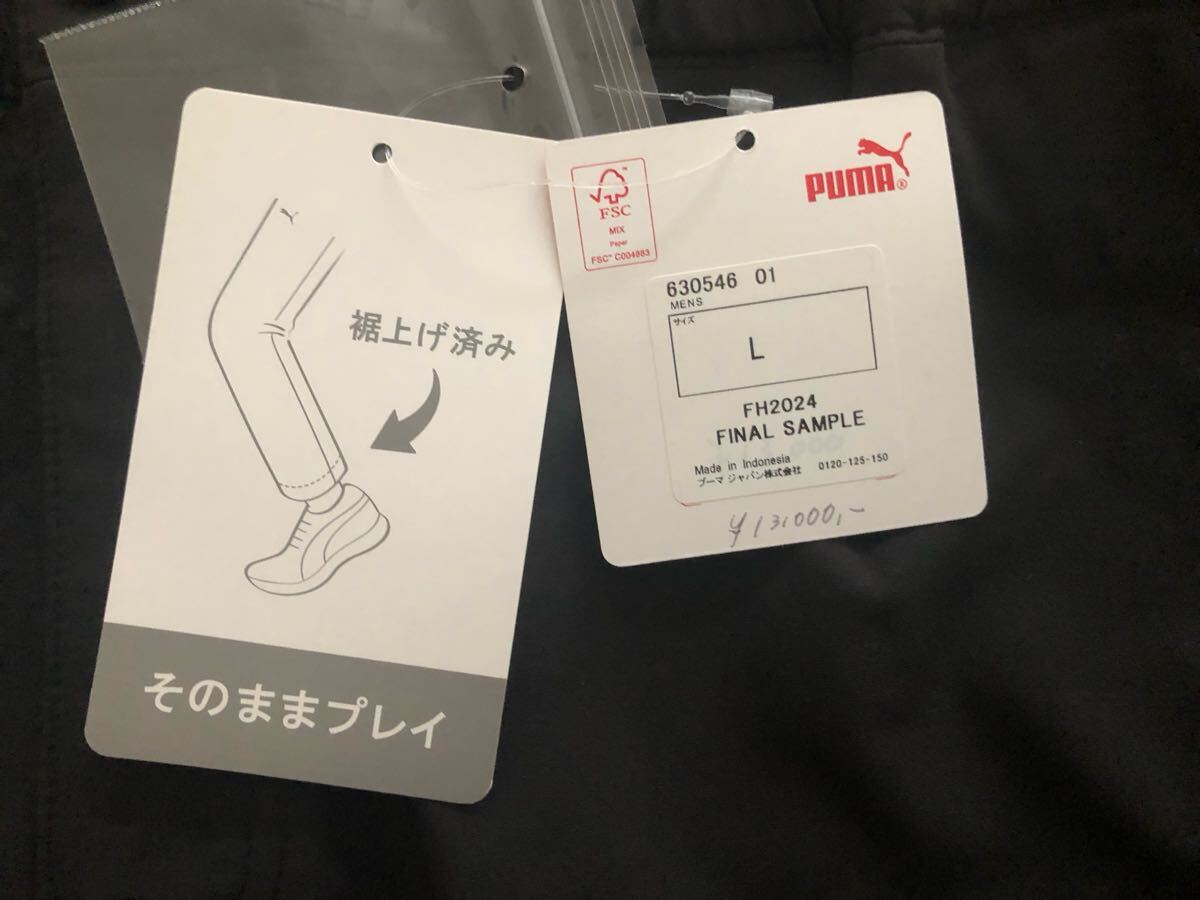 裾上げ済み
そのままプレイ
PUMA®
FSC™
MIX
Paper
FSC™ C004883
630546 01
MENS
サイズ
L
FH2024
FINAL SAMPLE
Made in Indonesia
プーマ ジャパン株式会社 0120-125-150
¥13,000,-